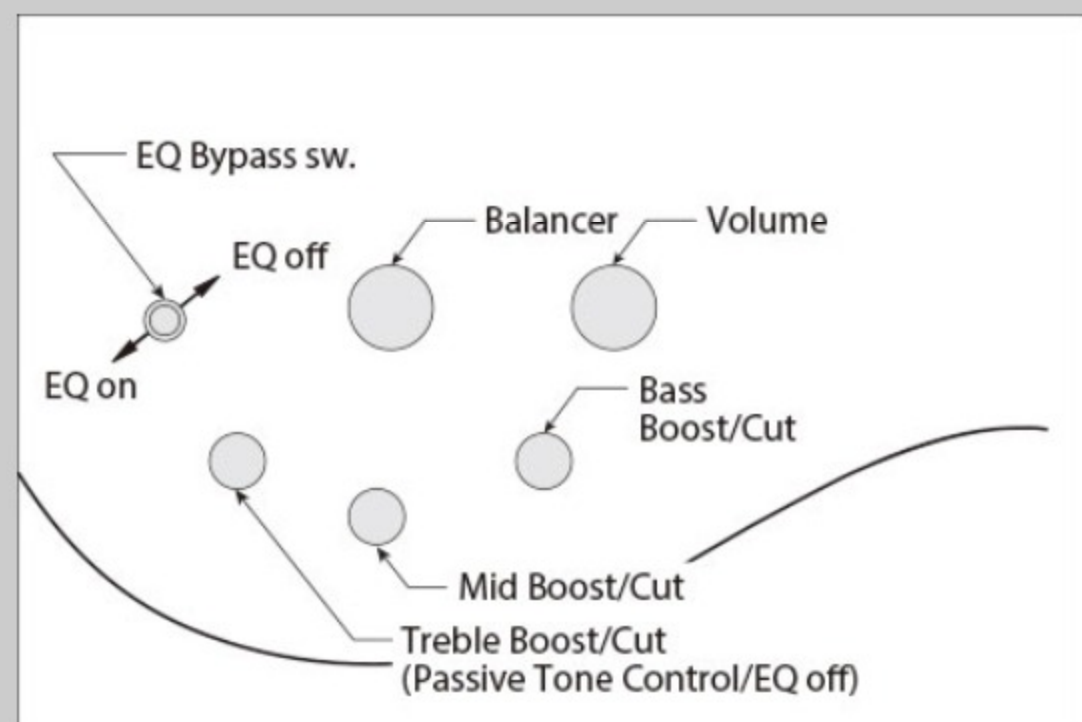 EQ Bypass sw.
Balancer
Volume
EQ off
EQ on
Bass
Boost/Cut
Mid Boost/Cut
Treble Boost/Cut
(Passive Tone Control/EQ off)